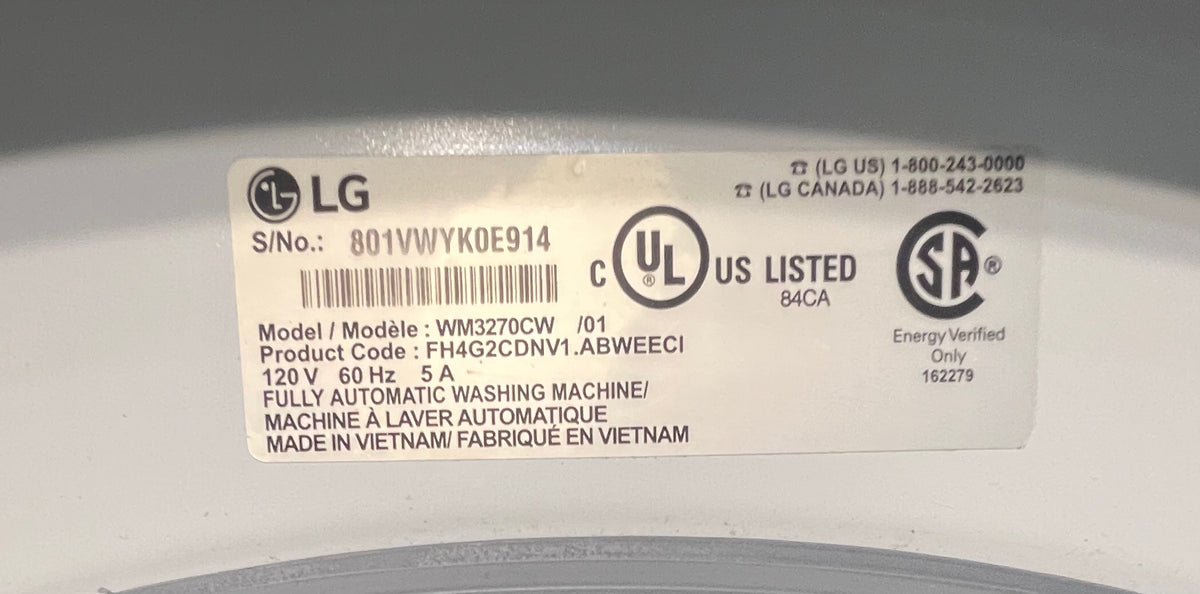 LG
☎ (LG US) 1-800-243-0000
☎ (LG CANADA) 1-888-542-2623
S/No.: 801VWYK0E914
C UL ® US LISTED
84CA
SA ®
Energy Verified
Only
162279
Model / Modèle : WM3270CW /01
Product Code : FH4G2CDNV1.ABWEECI
120 V 60 Hz 5 A
FULLY AUTOMATIC WASHING MACHINE/
MACHINE À LAVER AUTOMATIQUE
MADE IN VIETNAM/ FABRIQUÉ EN VIETNAM